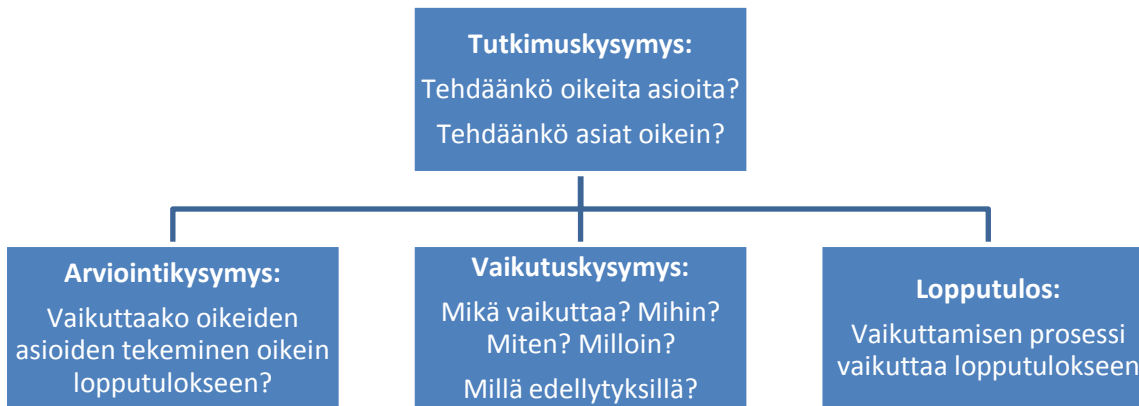 Tutkimuskysymys:
Tehdäänkö oikeita asioita?
Tehdäänkö asiat oikein?
Arviointikysymys:
Vaikuttaako oikeiden
asioiden tekeminen oikein
lopputulokseen?
Vaikutuskysymys:
Mikä vaikuttaa? Mihin?
Miten? Milloin?
Millä edellytyksillä?
Lopputulos:
Vaikuttamisen prosessi
vaikuttaa lopputulokseen